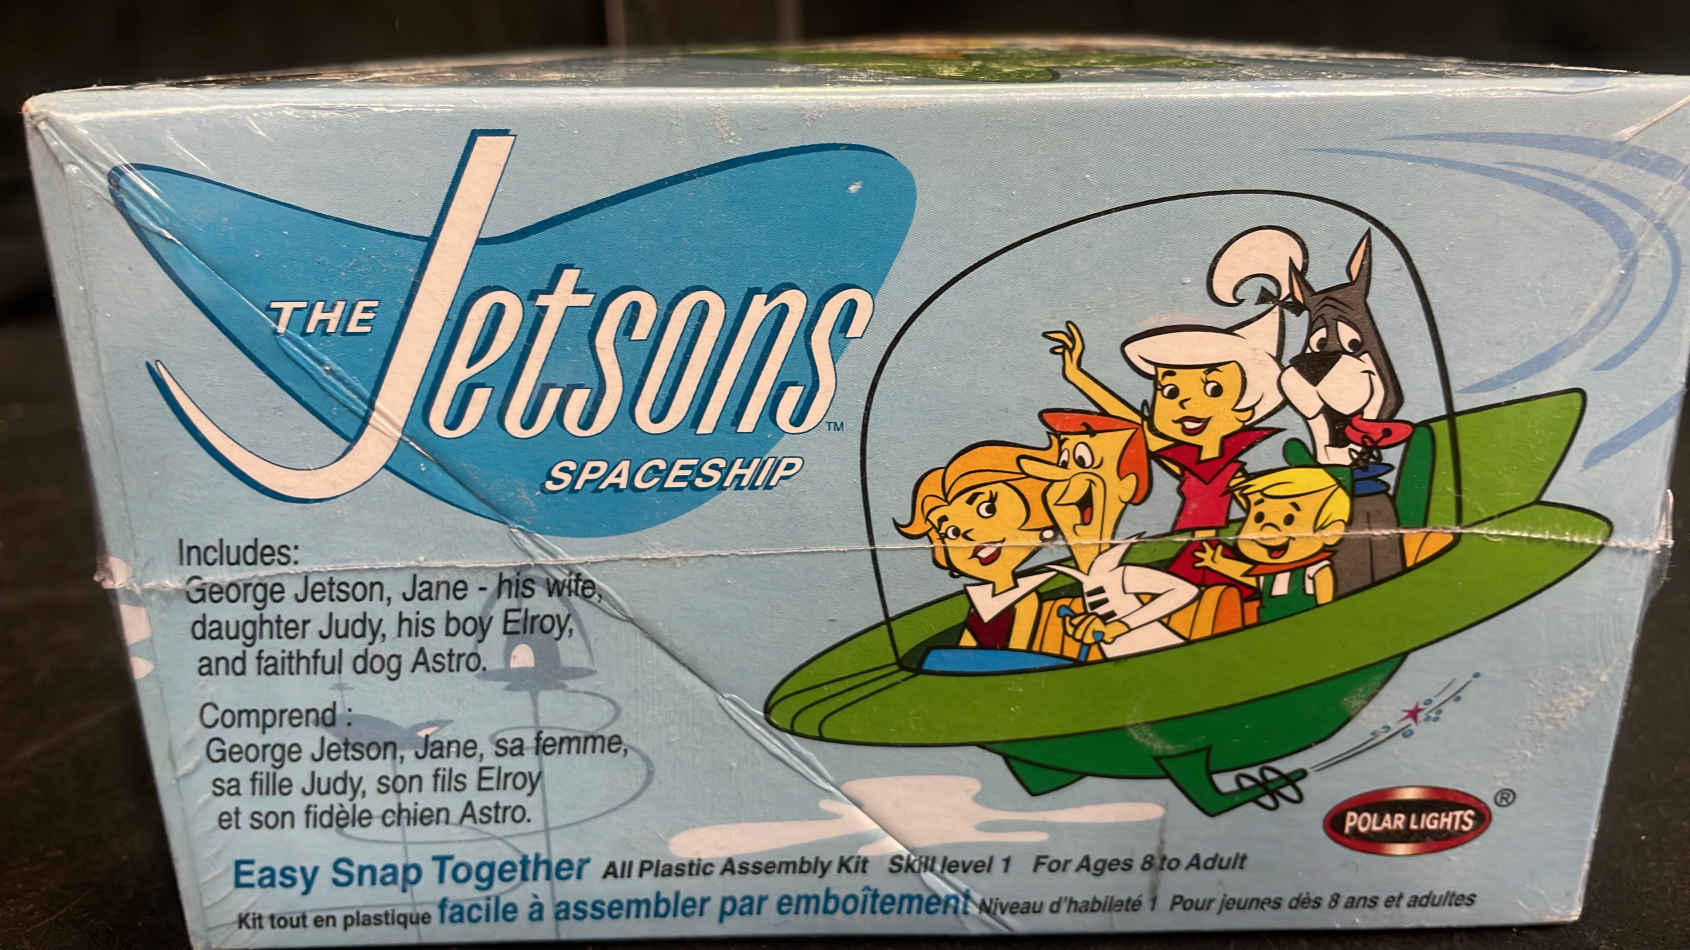 THE Jetsons™
SPACESHIP
Includes:
George Jetson, Jane - his wife,
daughter Judy, his boy Elroy,
and faithful dog Astro.
Comprend :
George Jetson, Jane, sa femme,
sa fille Judy, son fils Elroy
et son fidèle chien Astro.
POLAR LIGHTS®
Easy Snap Together All Plastic Assembly Kit Skill level 1 For Ages 8 to Adult
Kit tout en plastique facile à assembler par emboîtement Niveau d'habileté 1 Pour jeunes dès 8 ans et adultes